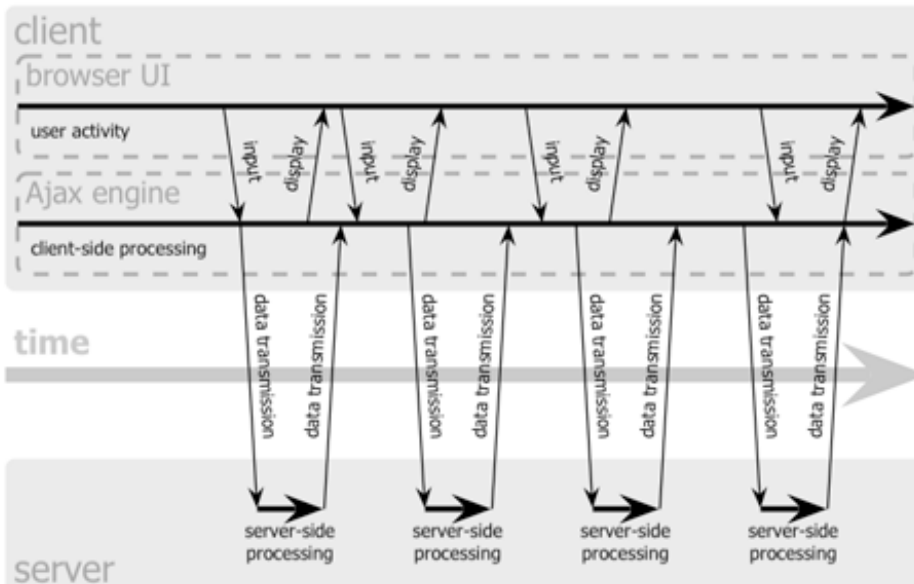 client
browser UI
user activity
input
display
input
display
input
display
input
display
Ajax engine
client-side processing
data transmission
data transmission
data transmission
data transmission
data transmission
data transmission
data transmission
data transmission
time
server-side
processing
server-side
processing
server-side
processing
server-side
processing
server